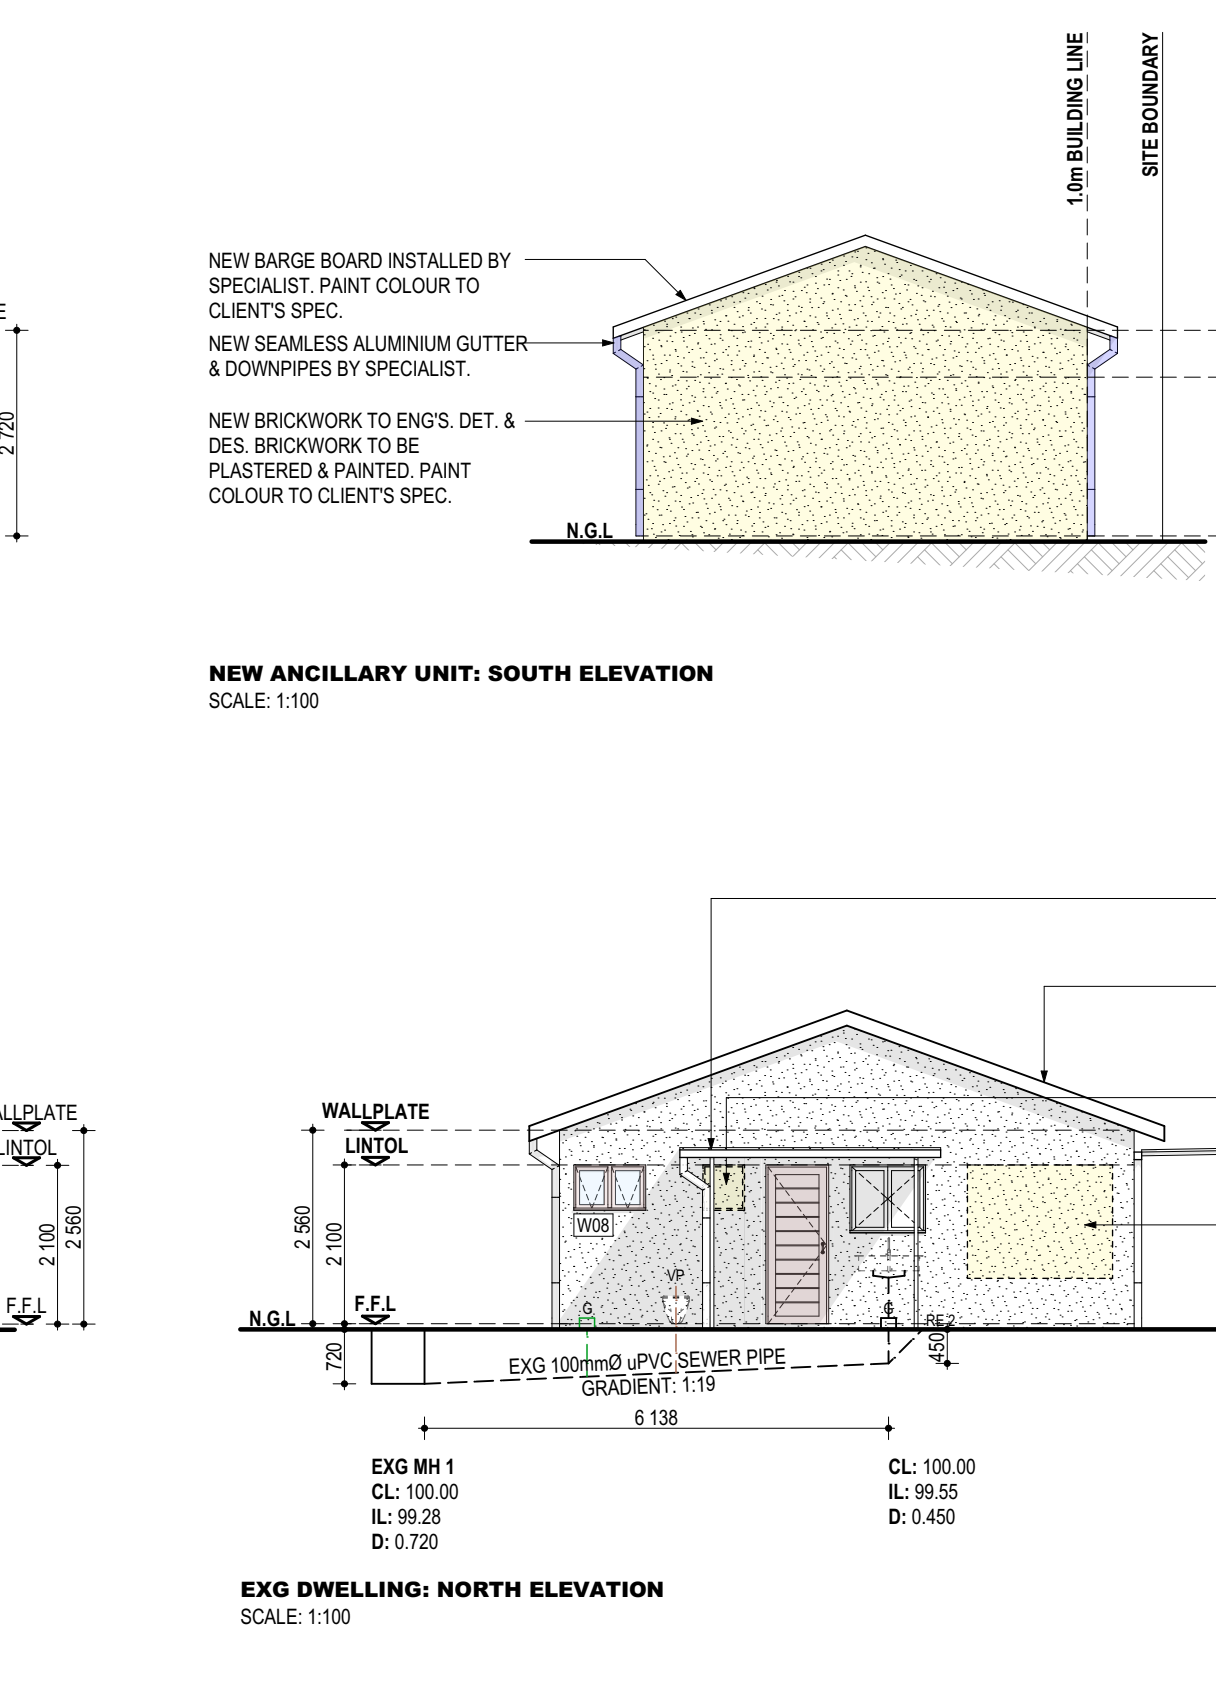 1.0m BUILDING LINE
SITE BOUNDARY
NEW BARGE BOARD INSTALLED BY
SPECIALIST. PAINT COLOUR TO
CLIENT'S SPEC.
NEW SEAMLESS ALUMINIUM GUTTER
& DOWNPIPES BY SPECIALIST.
2 720
NEW BRICKWORK TO ENG'S. DET. &
DES. BRICKWORK TO BE
PLASTERED & PAINTED. PAINT
COLOUR TO CLIENT'S SPEC.
N.G.L
NEW ANCILLARY UNIT: SOUTH ELEVATION
SCALE: 1:100
WALLPLATE
LINTOL
2 100
2 560
F.F.L
WALLPLATE
LINTOL
2 560
2 100
W08
VP
G
G
RE 2
N.G.L
F.F.L
720
450
EXG 100mmØ uPVC SEWER PIPE
GRADIENT: 1:19
6 138
EXG MH 1
CL: 100.00
IL: 99.28
D: 0.720
CL: 100.00
IL: 99.55
D: 0.450
EXG DWELLING: NORTH ELEVATION
SCALE: 1:100